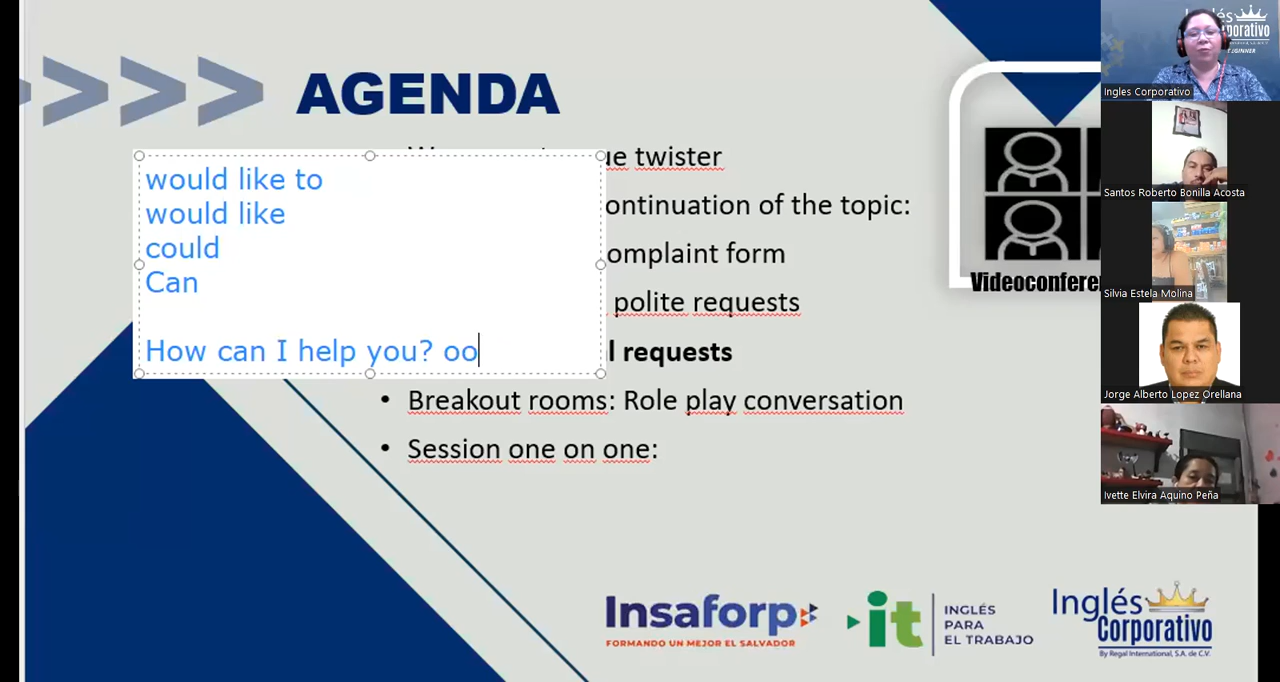 AGENDA
ue twister
would like to
would like
ontinuation of the topic:
could
omplaint form
Can
polite requests
How can I help you? oo
l requests
• Breakout rooms: Role play conversation
• Session one on one:
Videoconfere
Ingles Corporativo
Santos Roberto Bonilla Acosta
Silvia Estela Molina
Jorge Alberto Lopez Orellana
Ivette Elvira Aquino Peña
Insaforp
FORMANDO UN MEJOR EL SALVADOR
it
INGLÉS
PARA
EL TRABAJO
Inglés
Corporativo
By Regal International, S.A. de C.V.